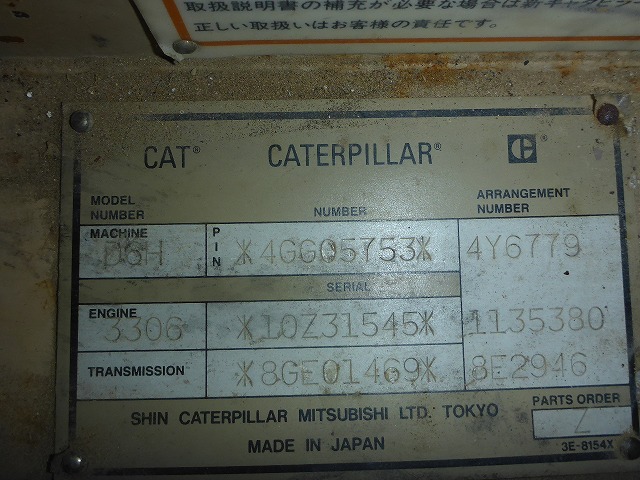 取扱説明書の補充が必要な場合は新キャタピラ
正しい取扱いはお客様の責任です。
CAT® CATERPILLAR® ®
MODEL NUMBER NUMBER ARRANGEMENT NUMBER
MACHINE D6H PIN *4GG05753* 4Y6779
SERIAL
ENGINE 3306 *10Z31545* 1135380
TRANSMISSION *8GE01469* 8E2946
SHIN CATERPILLAR MITSUBISHI LTD. TOKYO PARTS ORDER
Z
MADE IN JAPAN 3E-8154X